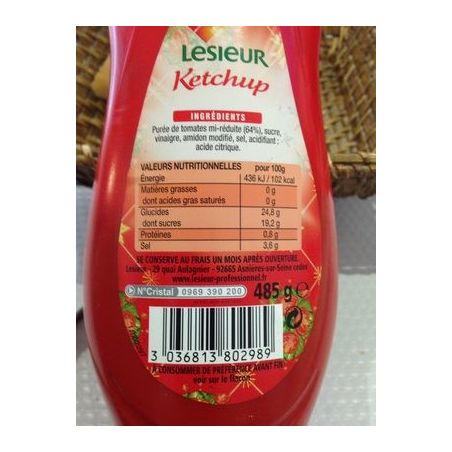 LESIEUR
Ketchup
INGRÉDIENTS
Purée de tomates mi-réduite (64%), sucre,
vinaigre, amidon modifié, sel, acidifiant :
acide citrique.
VALEURS NUTRITIONNELLES pour 100g
Energie 436 kJ / 102 kcal
Matières grasses 0 g
dont acides gras saturés 0 g
Glucides 24,8 g
dont sucres 19,2 g
Protéines 0,8 g
Sel 3,6 g
SE CONSERVE AU FRAIS UN MOIS APRÈS OUVERTURE.
Lesieur - 29 quai Aulagnier - 92665 Asnières-sur-Seine cedex
www.lesieur-professionnel.fr
N°Cristal 0969 390 200
485 g e
3 036813 802989
A CONSOMMER DE PRÉFÉRENCE AVANT FIN :
voir sur le flacon